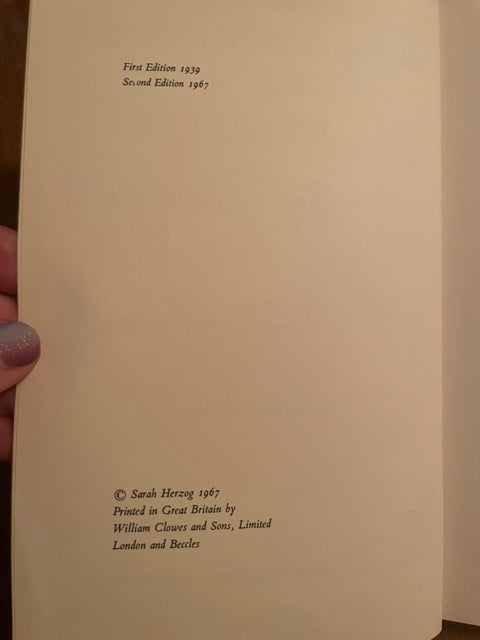 First Edition 1939
Second Edition 1967
© Sarah Herzog 1967
Printed in Great Britain by
William Clowes and Sons, Limited
London and Beccles